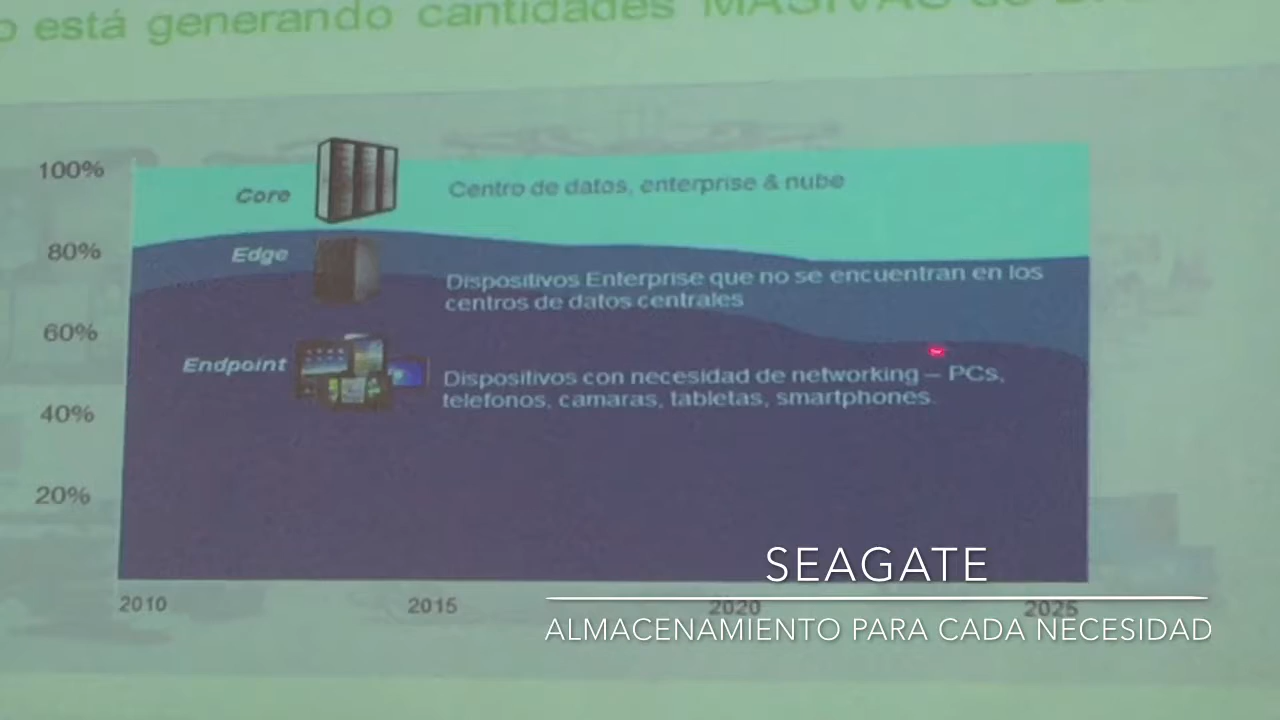 está generando cantidades MASIVAS
100%
Core
Centro de datos, enterprise & nube
80%
Edge
Dispositivos Enterprise que no se encuentran en los
centros de datos centrales
60%
Endpoint
Dispositivos con necesidad de networking – PCs,
telefonos, camaras, tabletas, smartphones.
40%
20%
2010
2015
2020
2025
SEAGATE
ALMACENAMIENTO PARA CADA NECESIDAD